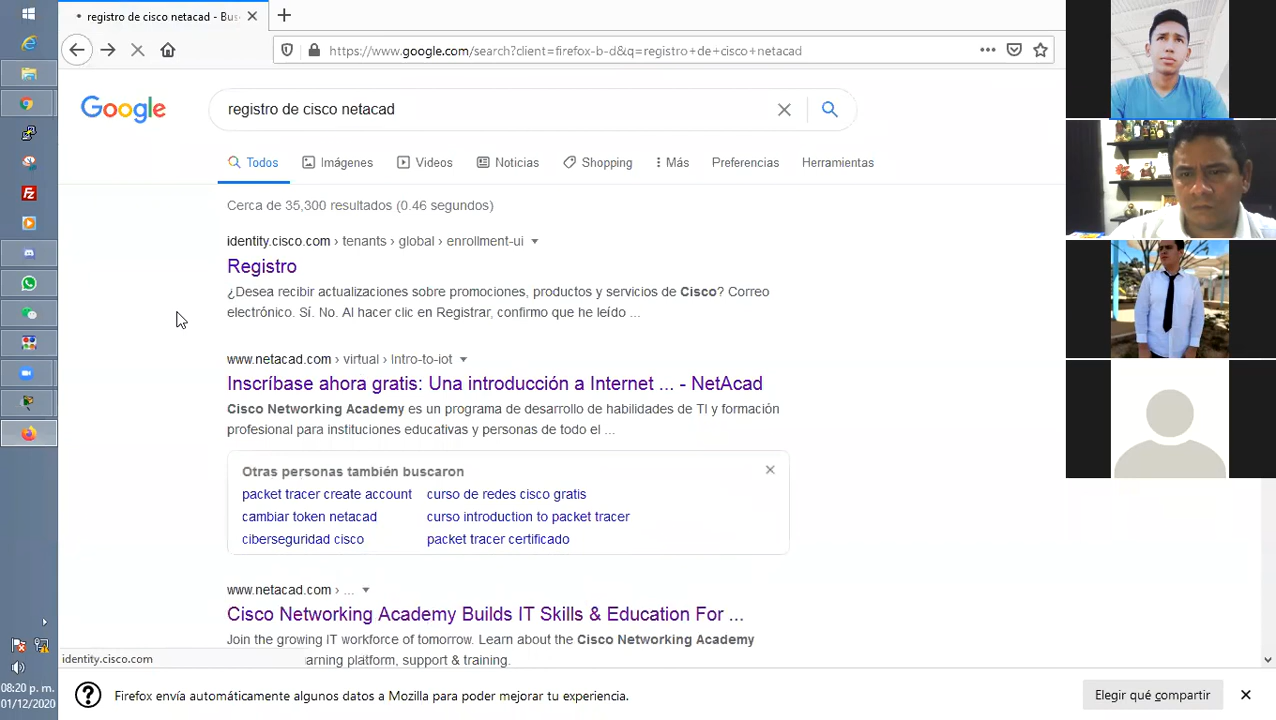 registro de cisco netacad - Bus
https://www.google.com/search?client=firefox-b-d&q=registro+de+cisco+netacad
Google
registro de cisco netacad
Todos
Imágenes
Videos
Noticias
Shopping
Más
Preferencias
Herramientas
Cerca de 35,300 resultados (0.46 segundos)
identity.cisco.com › tenants › global › enrollment-ui
Registro
¿Desea recibir actualizaciones sobre promociones, productos y servicios de Cisco? Correo
electrónico. Sí. No. Al hacer clic en Registrar, confirmo que he leído ...
www.netacad.com › virtual › Intro-to-iot
Inscríbase ahora gratis: Una introducción a Internet ... - NetAcad
Cisco Networking Academy es un programa de desarrollo de habilidades de TI y formación
profesional para instituciones educativas y personas de todo el ...
Otras personas también buscaron
packet tracer create account
curso de redes cisco gratis
cambiar token netacad
curso introduction to packet tracer
ciberseguridad cisco
packet tracer certificado
www.netacad.com › ...
Cisco Networking Academy Builds IT Skills & Education For ...
Join the growing IT workforce of tomorrow. Learn about the Cisco Networking Academy
arning platform, support & training.
identity.cisco.com
08:20 p. m.
01/12/2020
Firefox envía automáticamente algunos datos a Mozilla para poder mejorar tu experiencia.
Elegir qué compartir